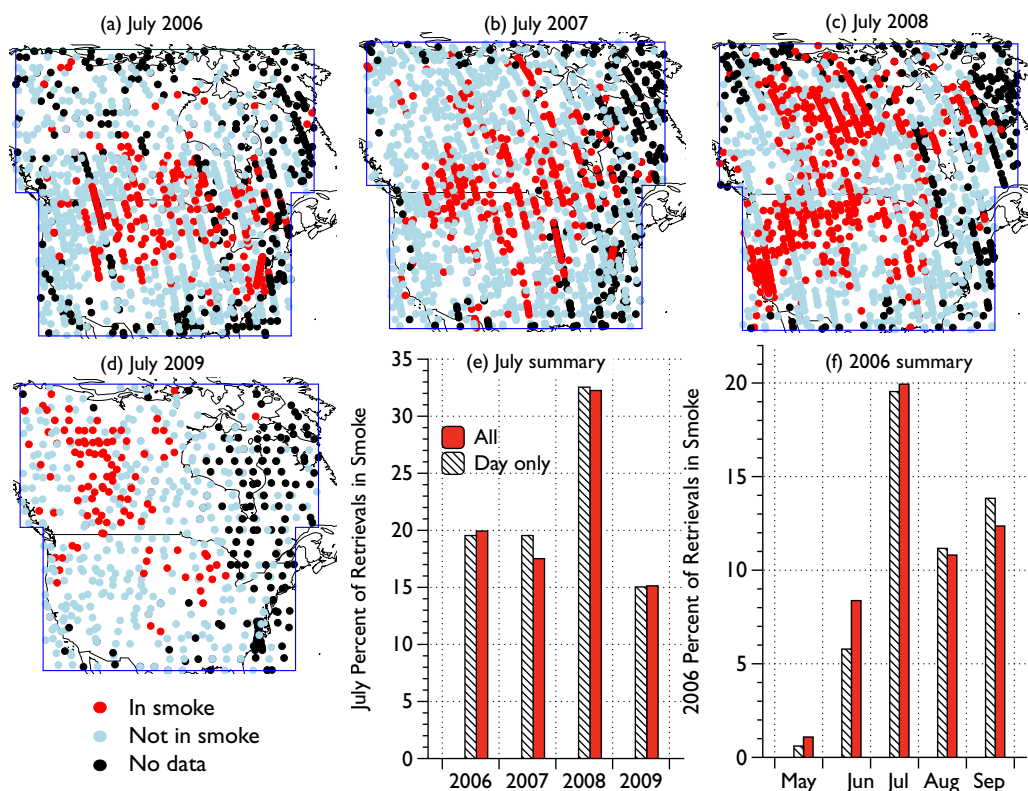 (a) July 2006
(b) July 2007
(c) July 2008
(d) July 2009
In smoke
Not in smoke
No data
(e) July summary
July Percent of Retrievals in Smoke
35
30
25
20
15
10
5
0
All
Day only
2006 2007 2008 2009
(f) 2006 summary
2006 Percent of Retrievals in Smoke
20
15
10
5
0
May Jun Jul Aug Sep